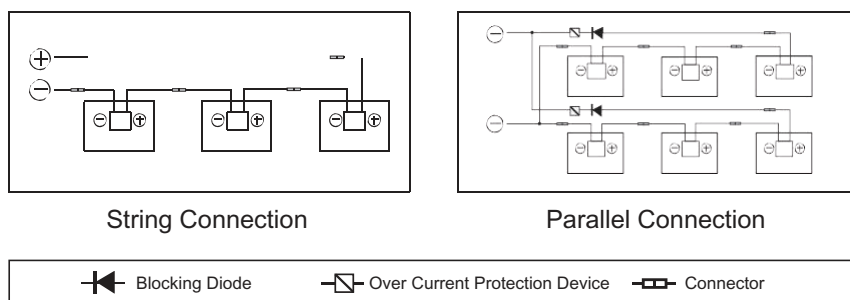 String Connection
Parallel Connection
Blocking Diode
Over Current Protection Device
Connector